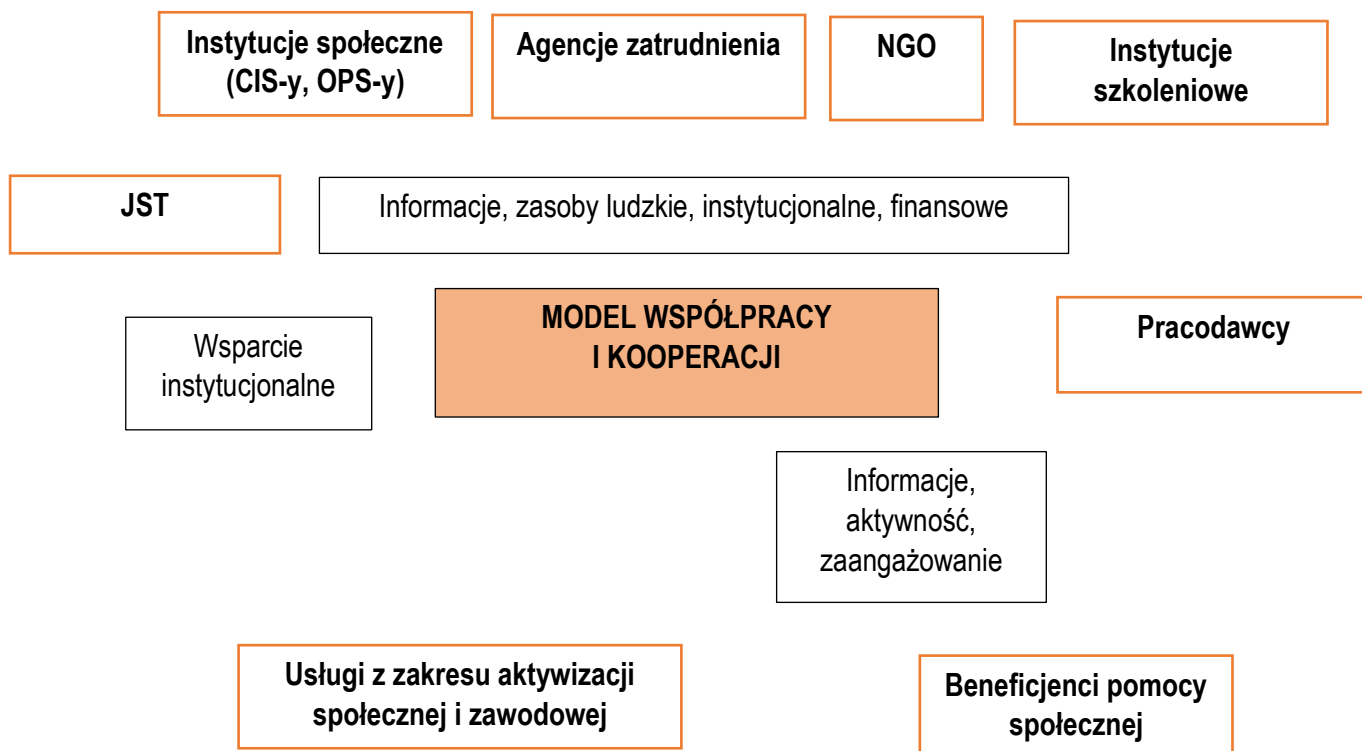 Instytucje społeczne
(CIS-y, OPS-y)
Agencje zatrudnienia
NGO
Instytucje
szkoleniowe
JST
Informacje, zasoby ludzkie, instytucjonalne, finansowe
MODEL WSPÓŁPRACY
I KOOPERACJI
Pracodawcy
Wsparcie
instytucjonalne
Informacje,
aktywność,
zaangażowanie
Usługi z zakresu aktywizacji
społecznej i zawodowej
Beneficjenci pomocy
społecznej